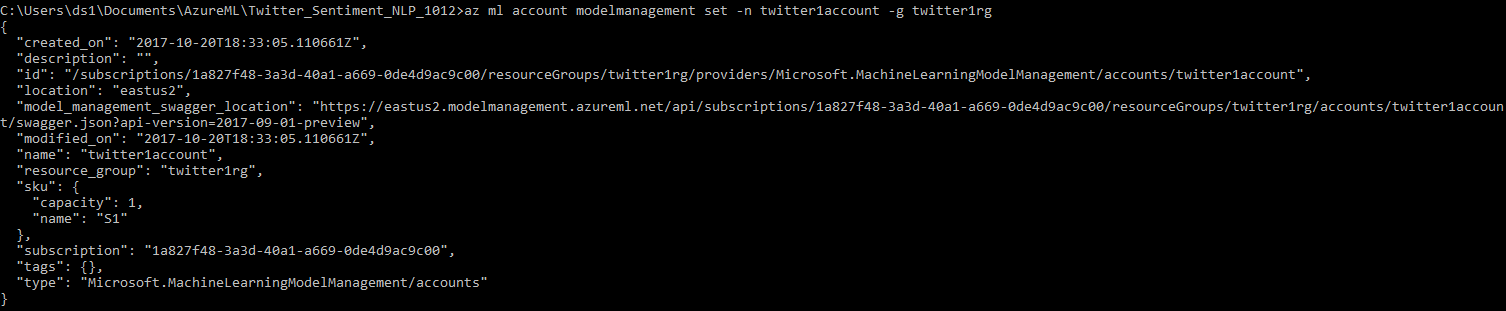 C:\Users\ds1\Documents\AzureML\Twitter_Sentiment_NLP_1012>az ml account modelmanagement set -n twitter1account -g twitter1rg
{
  "created_on": "2017-10-20T18:33:05.110661Z",
  "description": "",
  "id": "/subscriptions/1a827f48-3a3d-40a1-a669-0de4d9ac9c00/resourceGroups/twitter1rg/providers/Microsoft.MachineLearningModelManagement/accounts/twitter1account",
  "location": "eastus2",
  "model_management_swagger_location": "https://eastus2.modelmanagement.azureml.net/api/subscriptions/1a827f48-3a3d-40a1-a669-0de4d9ac9c00/resourceGroups/twitter1rg/accounts/twitter1accoun
t/swagger.json?api-version=2017-09-01-preview",
  "modified_on": "2017-10-20T18:33:05.110661Z",
  "name": "twitter1account",
  "resource_group": "twitter1rg",
  "sku": {
    "capacity": 1,
    "name": "S1"
  },
  "subscription": "1a827f48-3a3d-40a1-a669-0de4d9ac9c00",
  "tags": {},
  "type": "Microsoft.MachineLearningModelManagement/accounts"
}